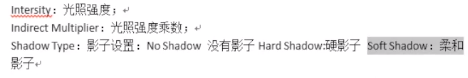 Intersity：光照强度；
Indirect Multiplier：光照强度乘数；
Shadow Type：影子设置：No Shadow 没有影子 Hard Shadow:硬影子 Soft Shadow：柔和
影子